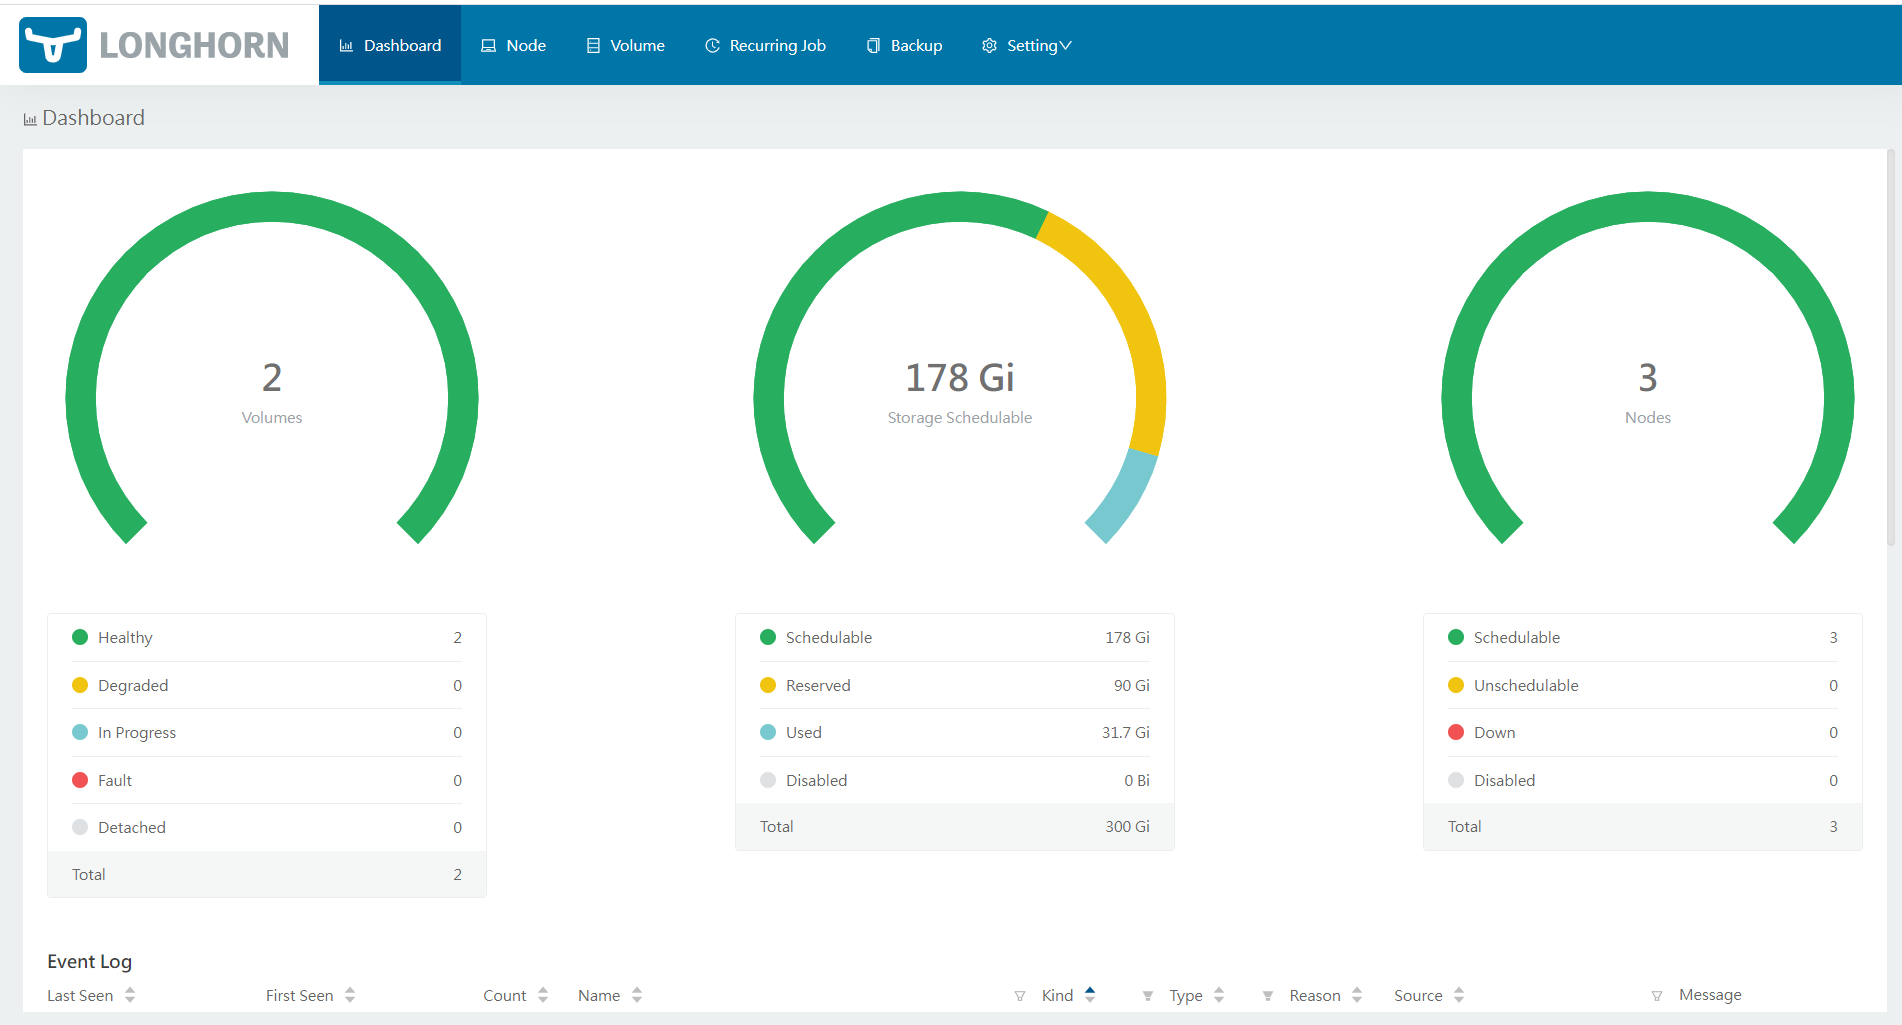 LONGHORN
Dashboard Node Volume Recurring Job Backup Setting
Dashboard
2
Volumes
178 Gi
Storage Schedulable
3
Nodes
Healthy 2
Degraded 0
In Progress 0
Fault 0
Detached 0
Total 2
Schedulable 178 Gi
Reserved 90 Gi
Used 31.7 Gi
Disabled 0 Bi
Total 300 Gi
Schedulable 3
Unschedulable 0
Down 0
Disabled 0
Total 3
Event Log
Last Seen First Seen Count Name Kind Type Reason Source Message